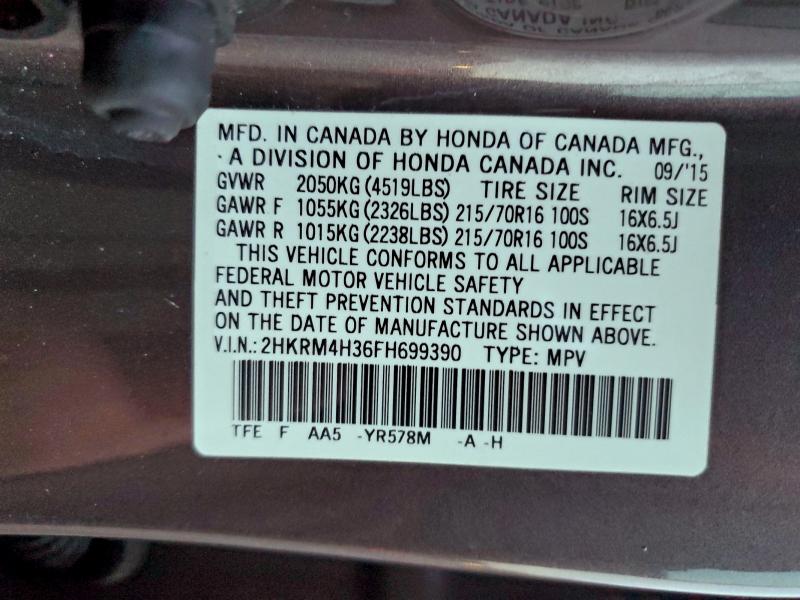 CANADA INC
MFD. IN CANADA BY HONDA OF CANADA MFG.,
A DIVISION OF HONDA CANADA INC. 09/'15
GVWR 2050KG (4519LBS) TIRE SIZE RIM SIZE
GAWR F 1055KG (2326LBS) 215/70R16 100S 16X6.5J
GAWR R 1015KG (2238LBS) 215/70R16 100S 16X6.5J
THIS VEHICLE CONFORMS TO ALL APPLICABLE
FEDERAL MOTOR VEHICLE SAFETY
AND THEFT PREVENTION STANDARDS IN EFFECT
ON THE DATE OF MANUFACTURE SHOWN ABOVE.
V.I.N.: 2HKRM4H36FH699390 TYPE: MPV
TFE F AA5 -YR578M -A -H